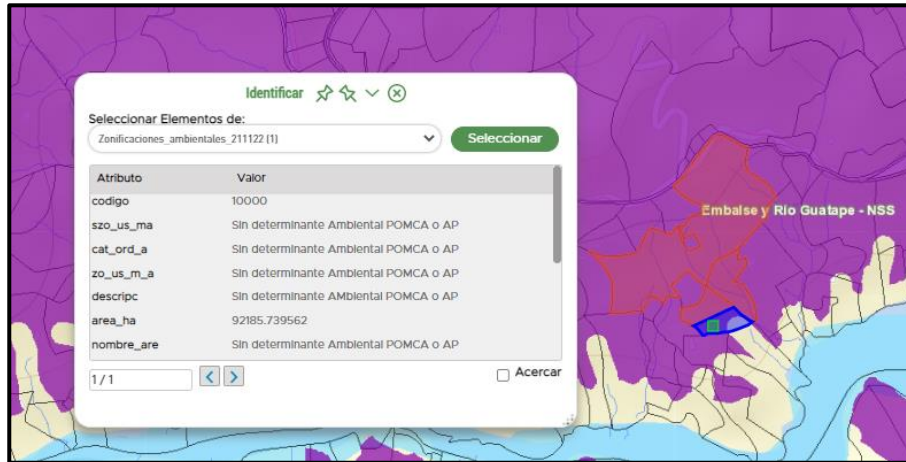 Identificar
Seleccionar Elementos de:
Zonificaciones_ambientales_211122 (1)
Seleccionar
Atributo Valor
codigo 10000
szo_us_ma Sin determinante Ambiental POMCA o AP
cat_ord_a Sin determinante Ambiental POMCA o AP
zo_us_m_a Sin determinante Ambiental POMCA o AP
descripc Sin determinante AMbiental POMCA o AP
area_ha 92185.739562
nombre_are Sin determinante Ambiental POMCA o AP
1 / 1
Acercar
Embalse y Río Guatape - NSS